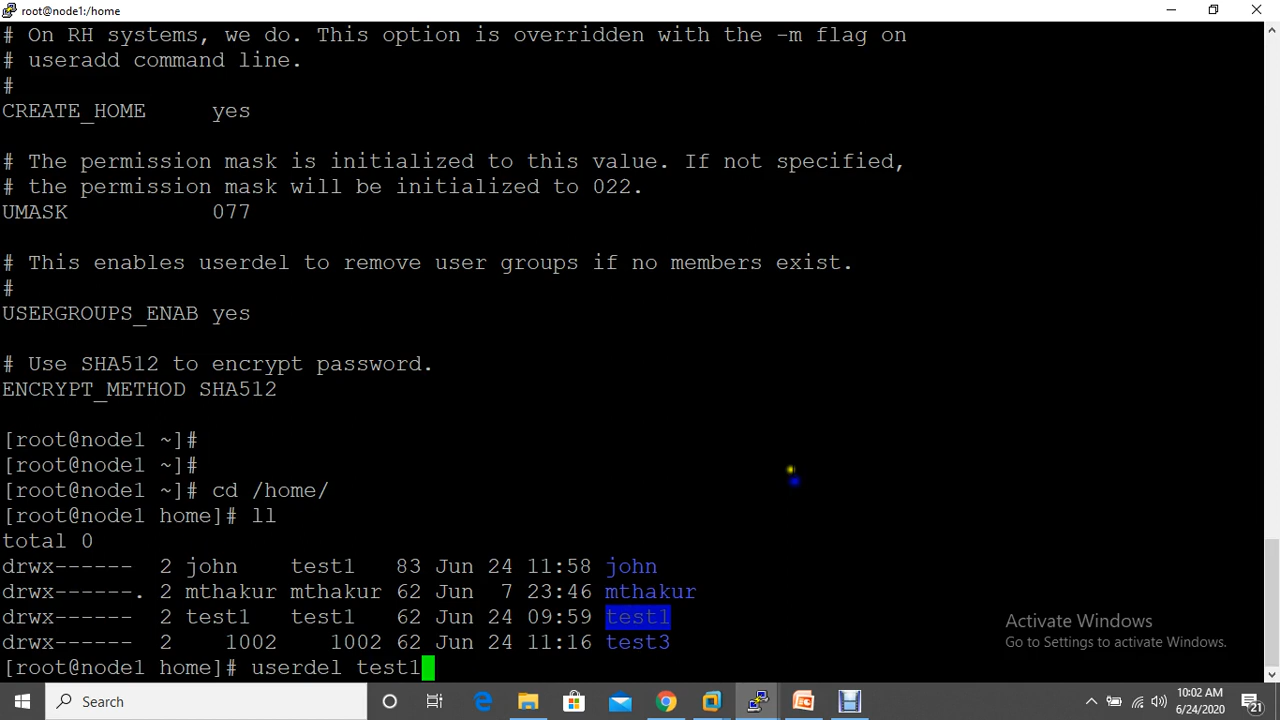 root@node1:/home
# On RH systems, we do. This option is overridden with the -m flag on
# useradd command line.
#
CREATE_HOME     yes
# The permission mask is initialized to this value. If not specified,
# the permission mask will be initialized to 022.
UMASK           077
# This enables userdel to remove user groups if no members exist.
#
USERGROUPS_ENAB yes
# Use SHA512 to encrypt password.
ENCRYPT_METHOD SHA512
[root@node1 ~]#
[root@node1 ~]#
[root@node1 ~]# cd /home/
[root@node1 home]# ll
total 0
drwx------  2 john    test1   83 Jun 24 11:58 john
drwx------. 2 mthakur mthakur 62 Jun  7 23:46 mthakur
drwx------  2 test1   test1   62 Jun 24 09:59 test1
drwx------  2    1002    1002 62 Jun 24 11:16 test3
[root@node1 home]# userdel test1
Activate Windows
Go to Settings to activate Windows.
Search
10:02 AM
6/24/2020
21